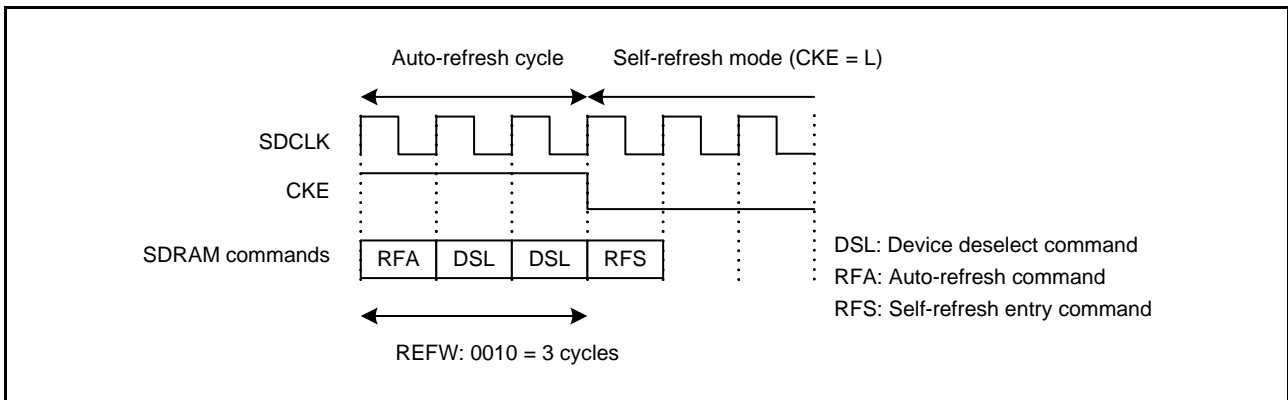 Auto-refresh cycle Self-refresh mode (CKE = L)
SDCLK
CKE
SDRAM commands RFA DSL DSL RFS
DSL: Device deselect command
RFA: Auto-refresh command
RFS: Self-refresh entry command
REFW: 0010 = 3 cycles